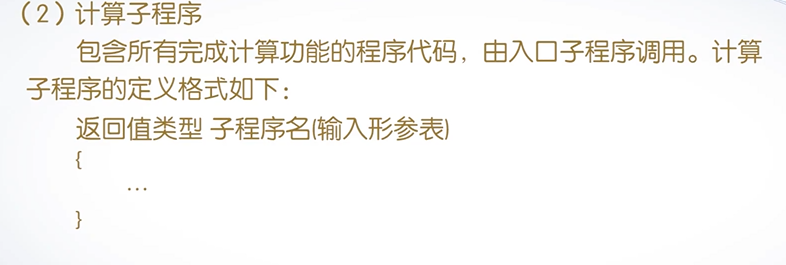 （2）计算子程序
包含所有完成计算功能的程序代码，由入口子程序调用。计算
子程序的定义格式如下：
返回值类型 子程序名(输入形参表)
{
…
}